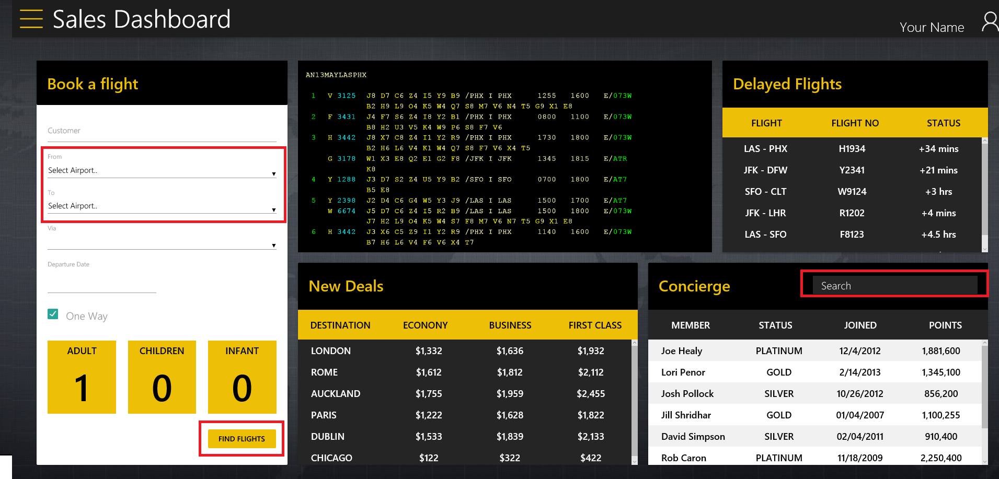 Sales Dashboard
Your Name
Book a flight
Customer
From
Select Airport..
To
Select Airport..
Via
Departure Date
One Way
ADULT CHILDREN INFANT
1 0 0
FIND FLIGHTS
AN13MAYLASPHX
1 V 3125 J8 D7 C6 Z4 I5 Y9 B9 /PHX I PHX 1255 1600 E/073W
B2 H9 L9 O4 K5 W4 Q7 S8 M7 V6 N4 T5 G9 X1 E8
2 F 3431 J4 F7 S6 Z4 I8 Y2 B1 /PHX I PHX 0800 1100 E/073W
B8 H2 U3 V5 K4 W9 P6 S8 F7 V6
3 H 3442 J8 X7 C8 Z4 I1 Y2 R9 /PHX I PHX 1730 1800 E/073W
B2 H6 L6 V4 K1 W4 Q7 S8 F7 V6 X4 T5
G 3178 W1 X3 E8 Q2 E1 G2 F8 /JFK I JFK 1345 1815 E/ATR
K8
4 Y 1288 J3 D7 S2 Z4 U5 Y9 B2 /SFO I SFO 0700 1800 E/AT7
B5 E8
5 Y 2398 J2 D4 C6 G4 W5 Y3 J9 /LAS I LAS 1500 1700 E/AT7
W 6674 J5 D7 C6 Z4 I5 R2 B9 /LAS I LAS 1500 1800 E/073W
J7 H2 L9 O4 K5 W4 S7 F8 M7 V6 N7 T5 G9 X1 E8
6 H 3442 J3 X6 C5 Z9 I1 Y2 R9 /PHX I PHX 1140 1600 E/073W
B7 H6 L6 V4 F6 V6 X4 T7
Delayed Flights
FLIGHT FLIGHT NO STATUS
LAS - PHX H1934 +34 mins
JFK - DFW Y2341 +21 mins
SFO - CLT W9124 +3 hrs
JFK - LHR R1202 +4 mins
LAS - SFO F8123 +4.5 hrs
New Deals
DESTINATION ECONONY BUSINESS FIRST CLASS
LONDON $1,332 $1,636 $1,932
ROME $1,612 $1,812 $2,112
AUCKLAND $1,755 $1,959 $2,455
PARIS $1,222 $1,628 $1,822
DUBLIN $1,533 $1,839 $2,133
CHICAGO $122 $322 $422
Concierge
Search
MEMBER STATUS JOINED POINTS
Joe Healy PLATINUM 12/4/2012 1,881,600
Lori Penor GOLD 2/14/2013 1,345,100
Josh Pollock SILVER 10/26/2012 856,200
Jill Shridhar GOLD 01/04/2007 1,100,255
David Simpson SILVER 02/04/2011 910,400
Rob Caron PLATINUM 11/18/2009 2,250,400